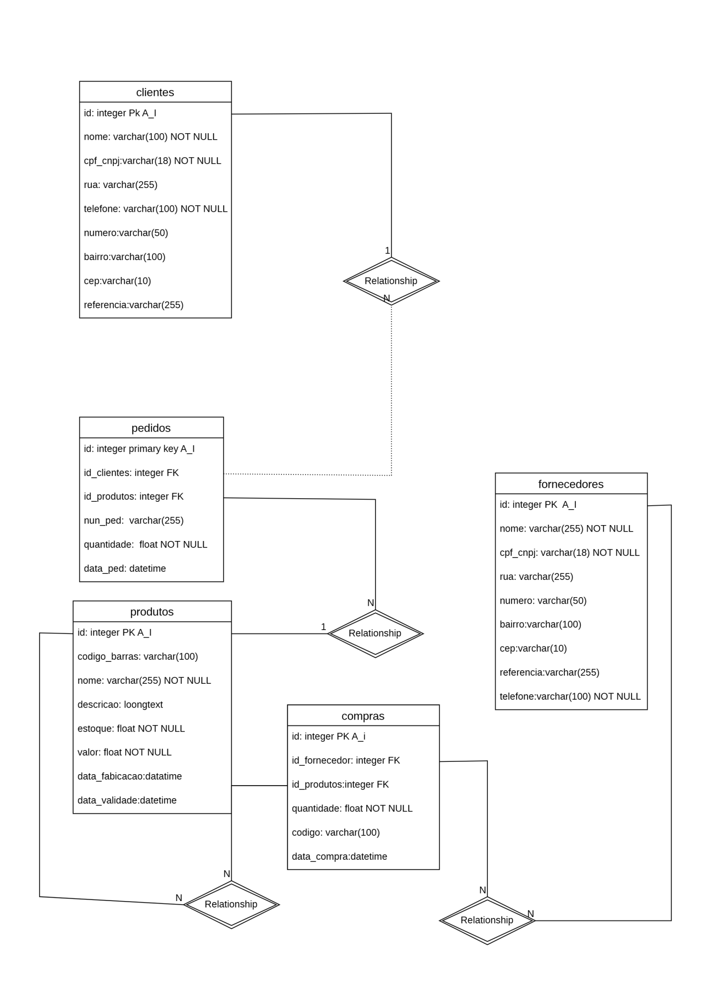 clientes
id: integer Pk A_I
nome: varchar(100) NOT NULL
cpf_cnpj:varchar(18) NOT NULL
rua: varchar(255)
telefone: varchar(100) NOT NULL
numero:varchar(50)
bairro:varchar(100)
cep:varchar(10)
referencia:varchar(255)
1
Relationship
N
pedidos
id: integer primary key A_I
id_clientes: integer FK
id_produtos: integer FK
nun_ped:  varchar(255)
quantidade:  float NOT NULL
data_ped: datetime
N
1
Relationship
produtos
id: integer PK A_I
codigo_barras: varchar(100)
nome: varchar(255) NOT NULL
descricao: loongtext
estoque: float NOT NULL
valor: float NOT NULL
data_fabicacao:datatime
data_validade:datetime
fornecedores
id: integer PK  A_I
nome: varchar(255) NOT NULL
cpf_cnpj: varchar(18) NOT NULL
rua: varchar(255)
numero: varchar(50)
bairro:varchar(100)
cep:varchar(10)
referencia:varchar(255)
telefone:varchar(100) NOT NULL
compras
id: integer PK A_i
id_fornecedor: integer FK
id_produtos:integer FK
quantidade: float NOT NULL
codigo: varchar(100)
data_compra:datetime
N
N
Relationship
N
N
Relationship